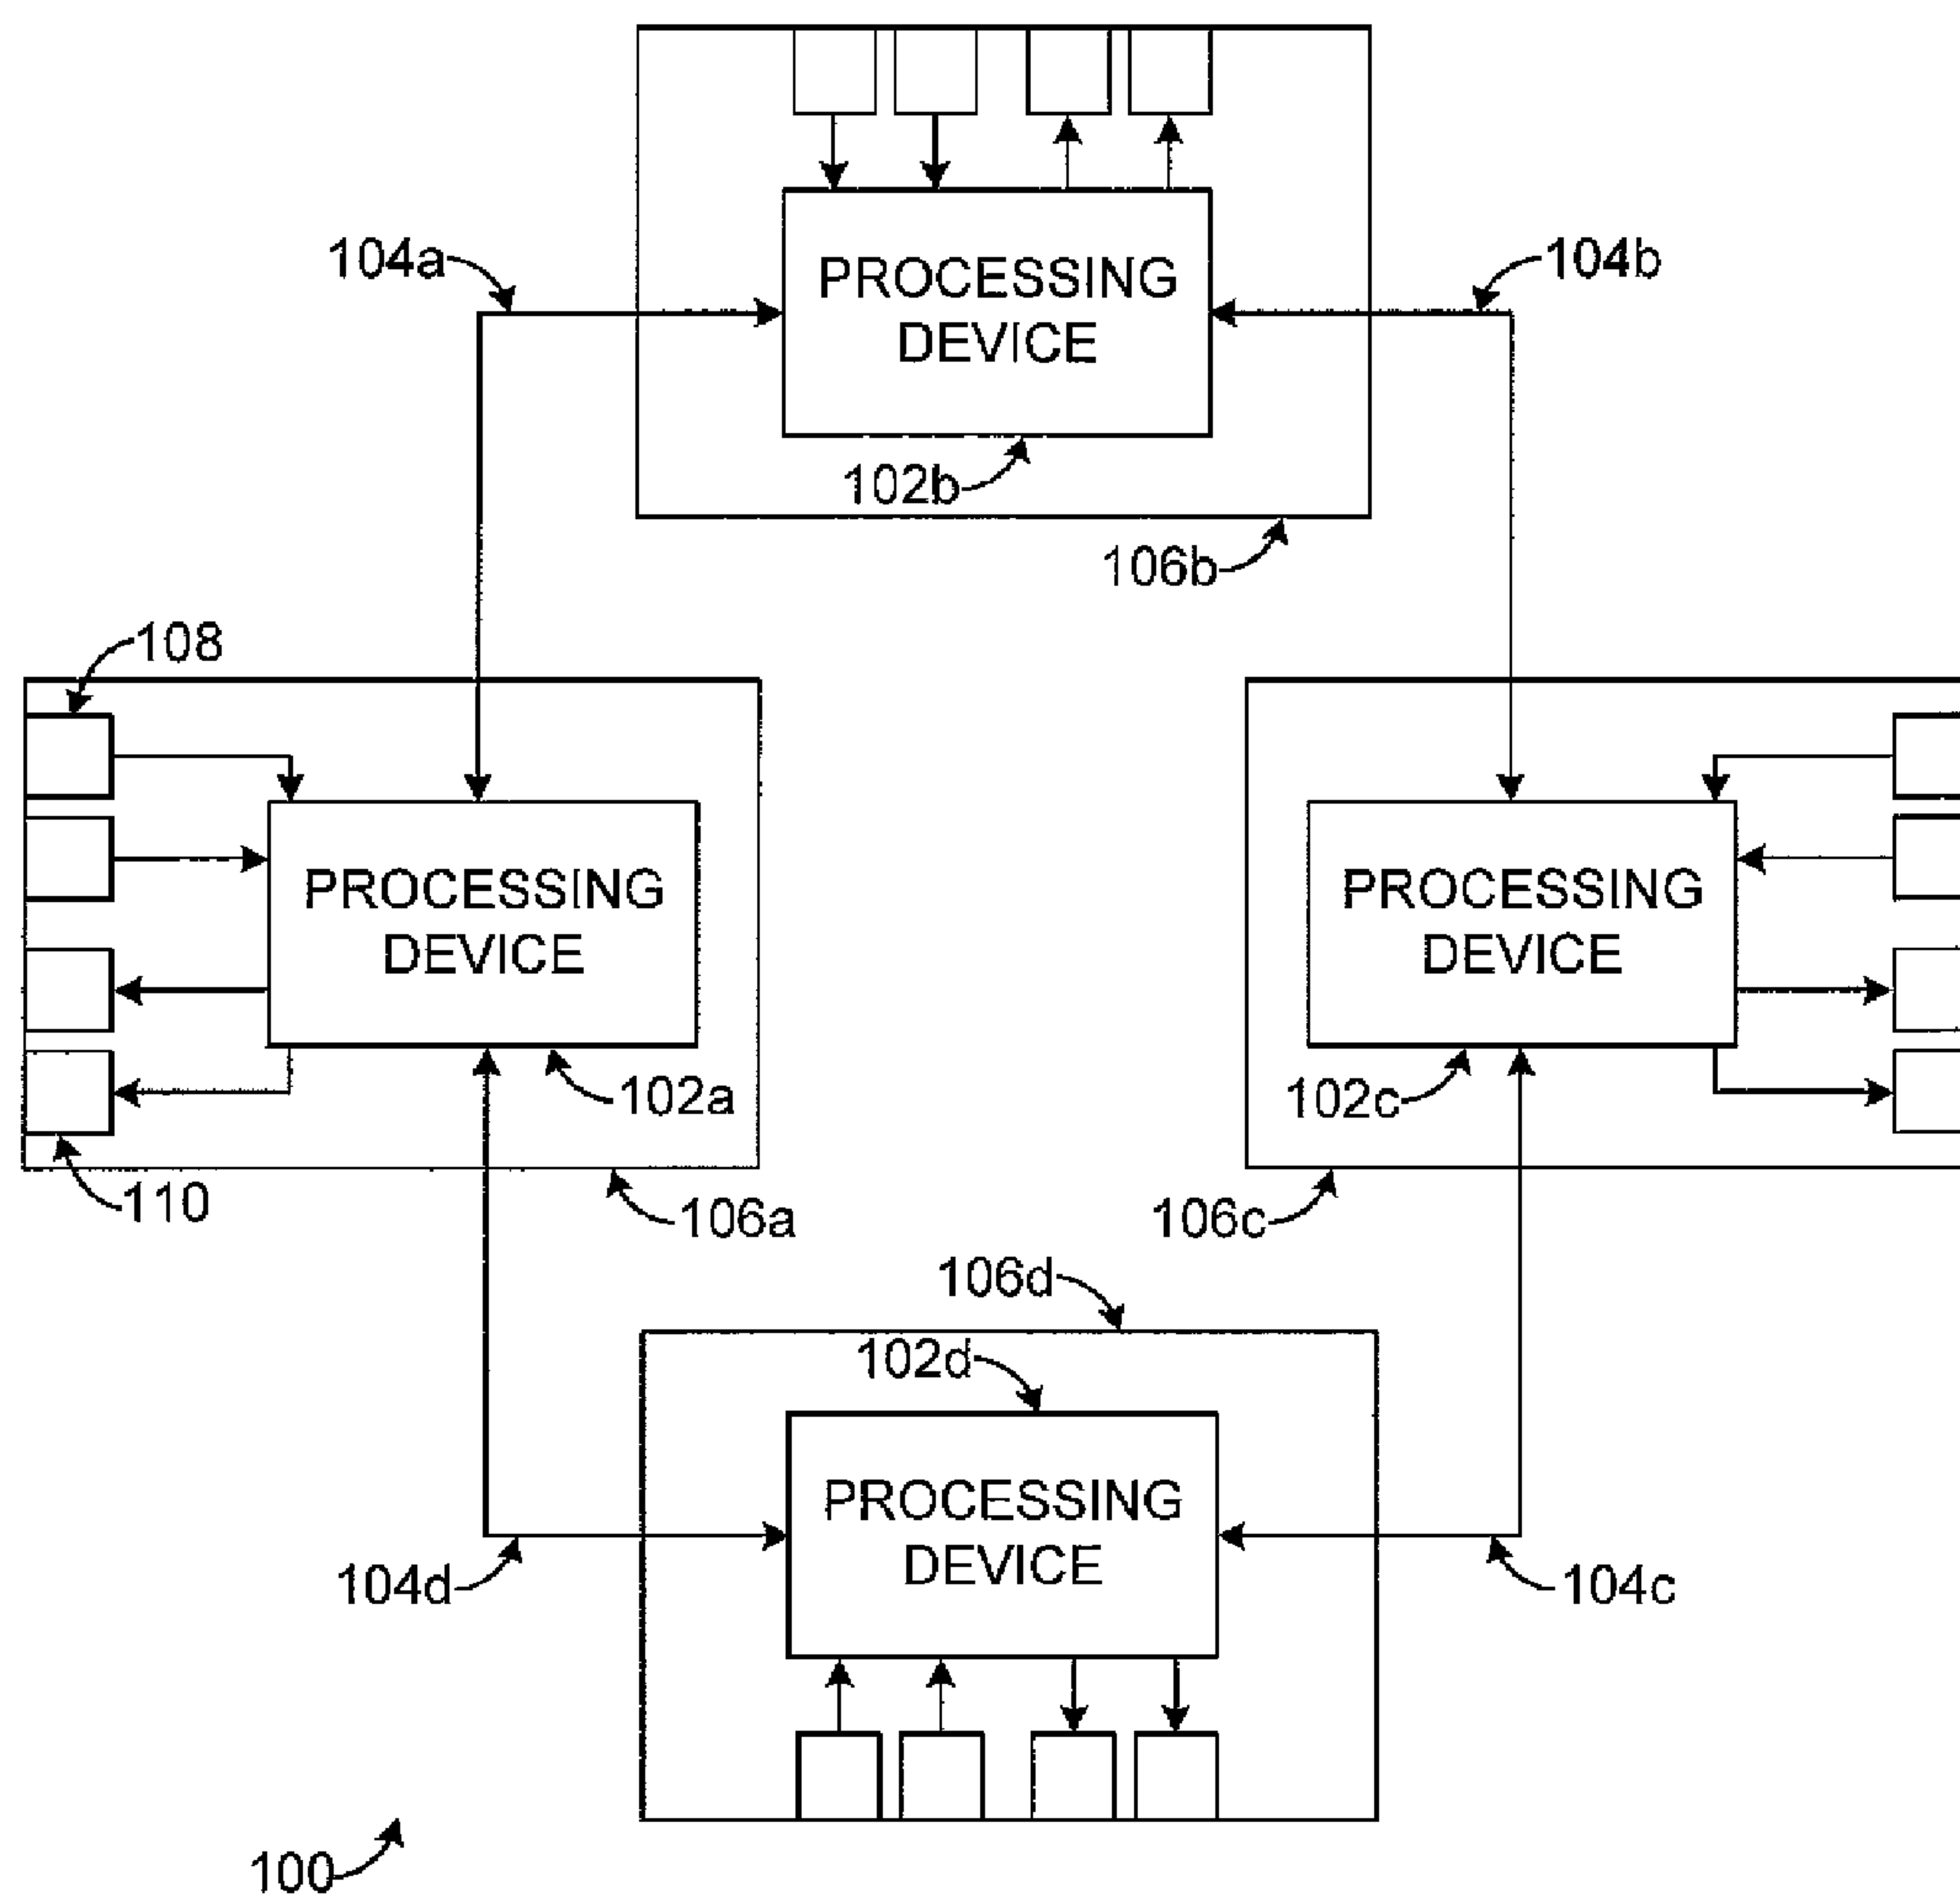 104a
104b
PROCESSING
DEVICE
102b
106b
108
PROCESSING
DEVICE
PROCESSING
DEVICE
102a
102c
110
106a
106c
106d
102d
PROCESSING
DEVICE
104d
104c
100